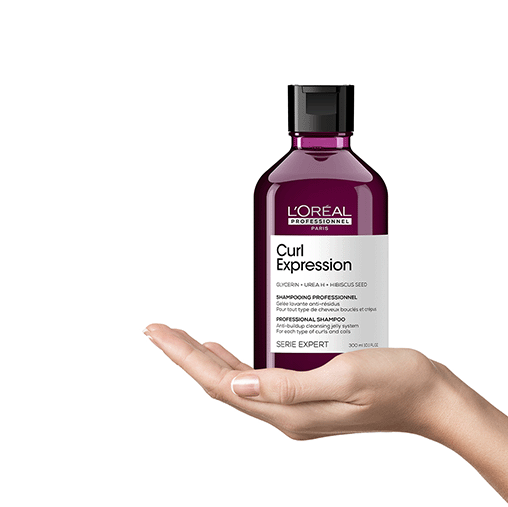 L'ORÉAL
PROFESSIONNEL
PARIS
Curl
Expression
GLYCERIN + UREA H + HIBISCUS SEED
SHAMPOOING PROFESSIONNEL
Gelée lavante anti-résidus
Pour tout type de cheveux bouclés et crépus
PROFESSIONAL SHAMPOO
Anti-buildup cleansing jelly system
For each type of curls and coils
SERIE EXPERT 300 ml